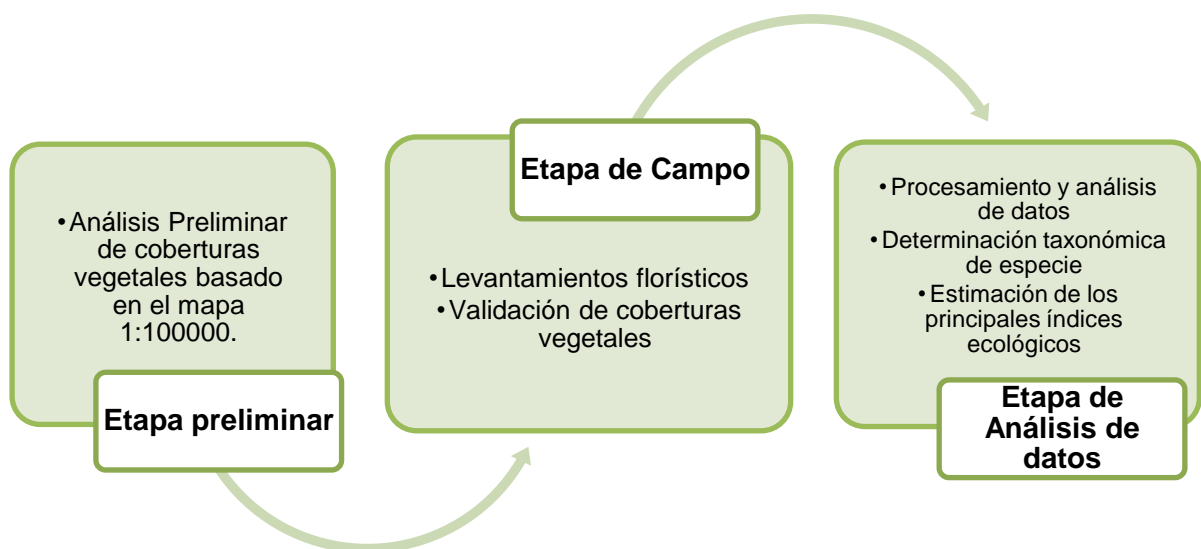 •Análisis Preliminar
de coberturas
vegetales basado
en el mapa
1:100000.
Etapa preliminar
Etapa de Campo
•Levantamientos florísticos
•Validación de coberturas
vegetales
•Procesamiento y análisis
de datos
•Determinación taxonómica
de especie
•Estimación de los
principales índices
ecológicos
Etapa de
Análisis de
datos